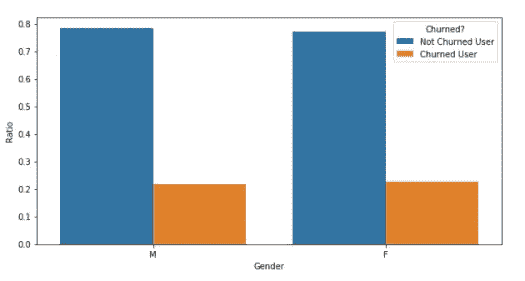 Churned?
Not Churned User
Churned User
0.8
0.7
0.6
0.5
0.4
0.3
0.2
0.1
0.0
Ratio
M
F
Gender